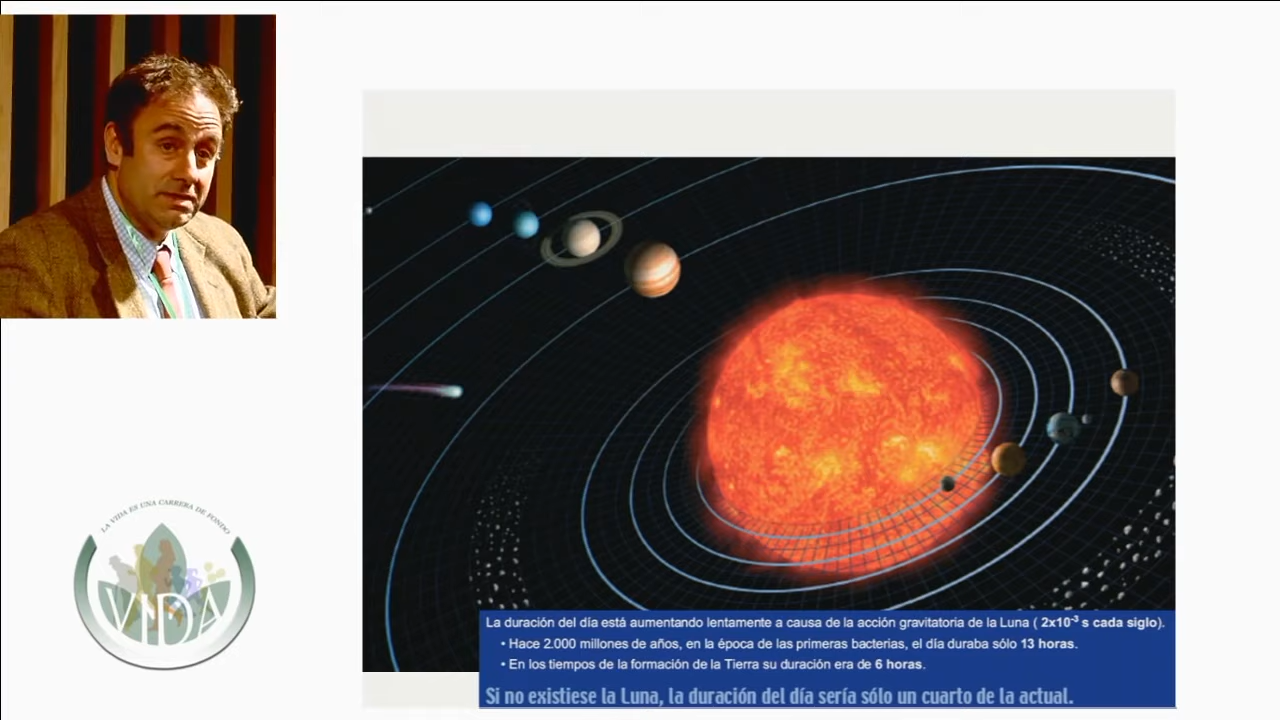 LA VIDA ES UNA CARRERA DE FONDO
VIDA
La duración del día está aumentando lentamente a causa de la acción gravitatoria de la Luna ( 2x10⁻³ s cada siglo).
• Hace 2.000 millones de años, en la época de las primeras bacterias, el día duraba sólo 13 horas.
• En los tiempos de la formación de la Tierra su duración era de 6 horas.
Si no existiese la Luna, la duración del día sería sólo un cuarto de la actual.